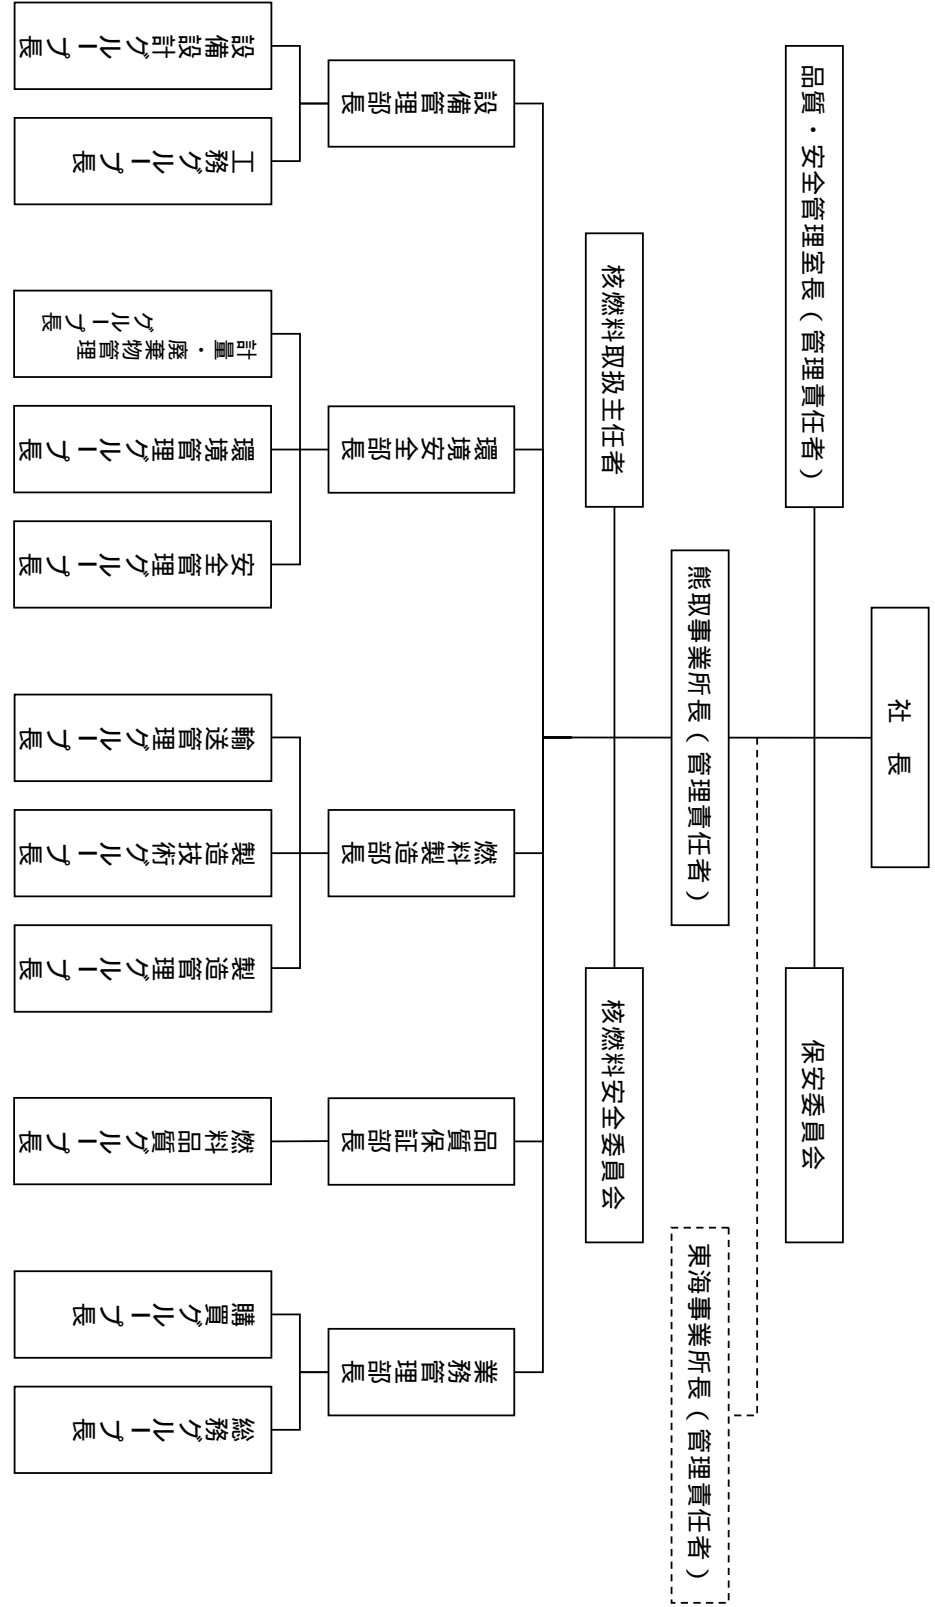 社　長
品質・安全管理室長(管理責任者)
保安委員会
熊取事業所長(管理責任者)
東海事業所長(管理責任者)
核燃料取扱主任者
核燃料安全委員会
設備管理部長
環境安全部長
燃料製造部長
品質保証部長
業務管理部長
設備設計グループ長
工務グループ長
計量・廃棄物管理
グループ長
環境管理グループ長
安全管理グループ長
輸送管理グループ長
製造技術グループ長
製造管理グループ長
燃料品質グループ長
購買グループ長
総務グループ長